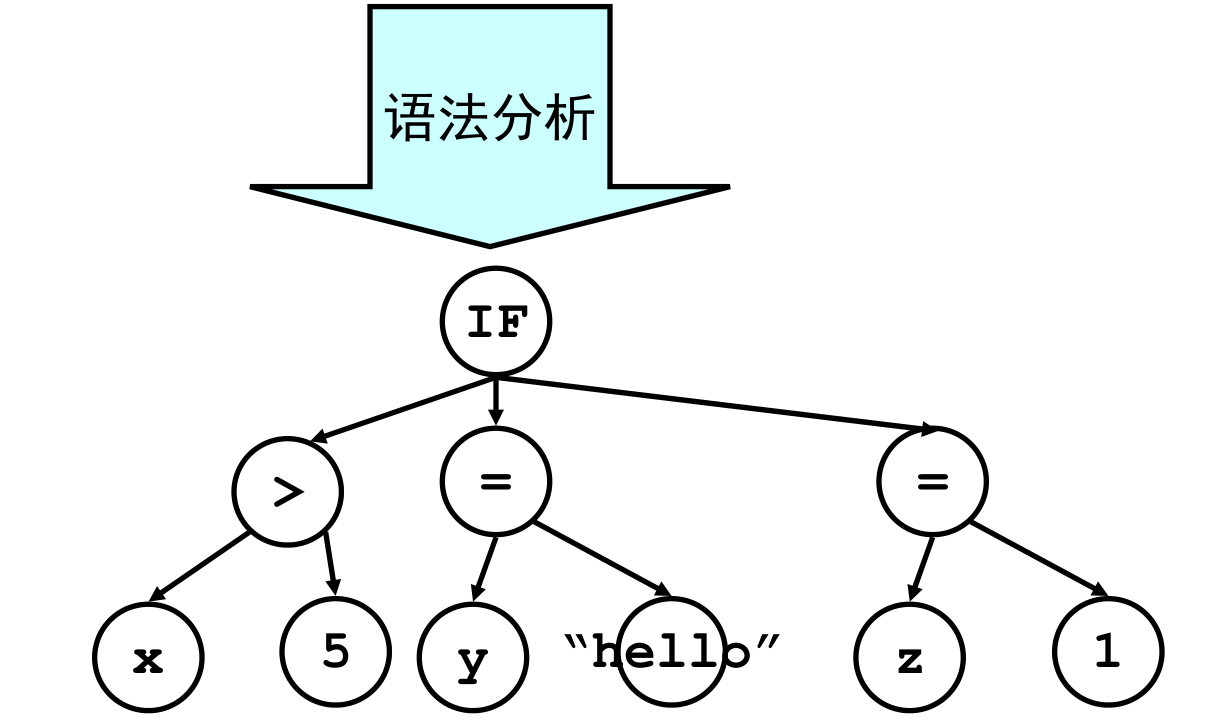 语法分析
IF
>
=
=
x
5
y
“hello”
z
1